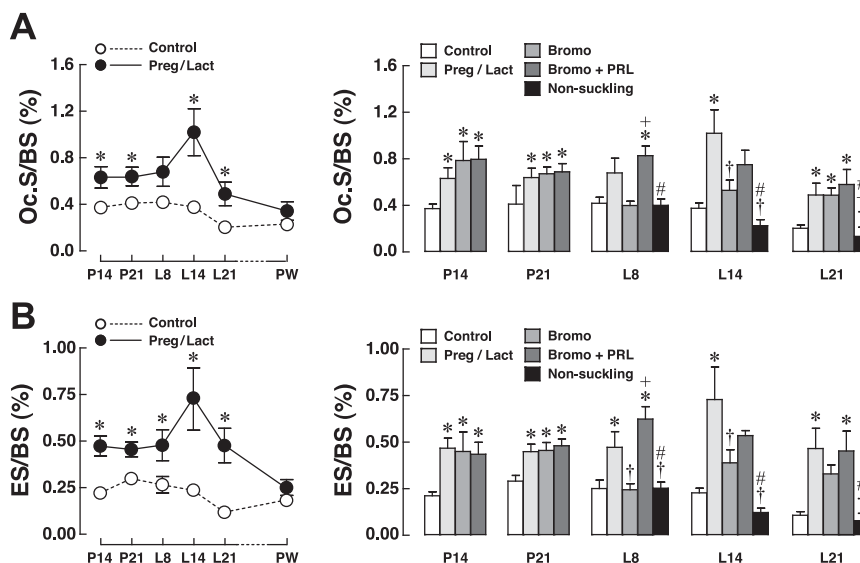 A
Control
Preg/Lact
Oc.S/BS (%)
1.6
1.2
0.8
0.4
0.0
* * * *
P14 P21 L8 L14 L21 PW
Control
Preg / Lact
Bromo
Bromo + PRL
Non-suckling
Oc.S/BS (%)
1.6
1.2
0.8
0.4
0.0
* * * * * * + * # * † # † * * * #
P14 P21 L8 L14 L21
B
Control
Preg/Lact
ES/BS (%)
1.00
0.75
0.50
0.25
0.00
* * * * *
P14 P21 L8 L14 L21 PW
Control
Preg / Lact
Bromo
Bromo + PRL
Non-suckling
ES/BS (%)
1.00
0.75
0.50
0.25
0.00
* * * * * * * † + * # † * † # † * * #
P14 P21 L8 L14 L21